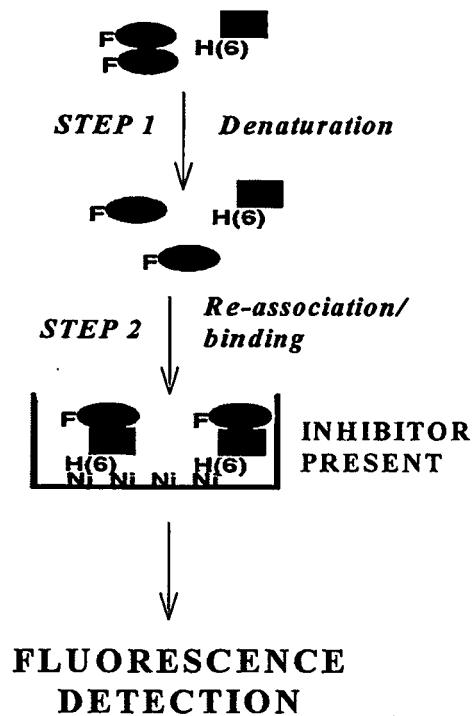 F
H(6)
F
STEP 1 Denaturation
F H(6)
F
STEP 2 Re-association/
binding
F F
H(6) H(6)
Ni Ni Ni Ni
INHIBITOR
PRESENT
FLUORESCENCE
DETECTION